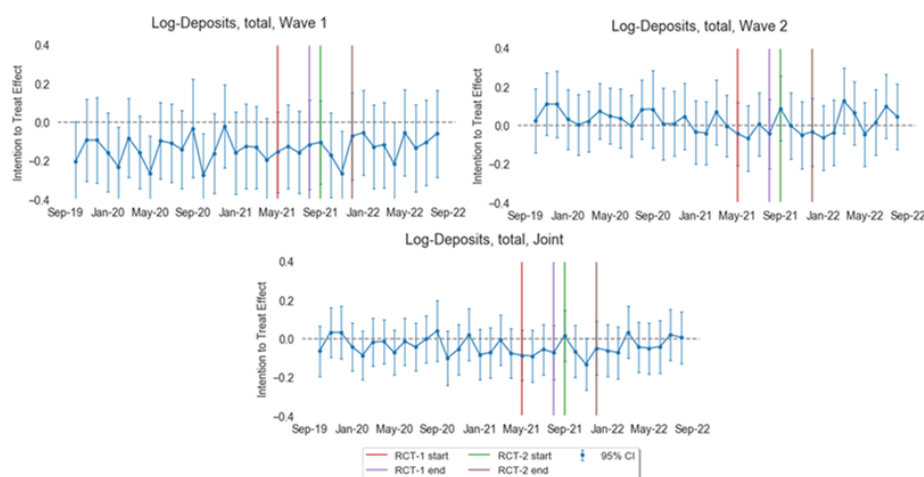 Log-Deposits, total, Wave 1
Intention to Treat Effect
0.4
0.2
0.0
−0.2
−0.4
Sep-19 Jan-20 May-20 Sep-20 Jan-21 May-21 Sep-21 Jan-22 May-22 Sep-22
Log-Deposits, total, Wave 2
Intention to Treat Effect
0.4
0.2
0.0
−0.2
−0.4
Sep-19 Jan-20 May-20 Sep-20 Jan-21 May-21 Sep-21 Jan-22 May-22 Sep-22
Log-Deposits, total, Joint
Intention to Treat Effect
0.4
0.2
0.0
−0.2
−0.4
Sep-19 Jan-20 May-20 Sep-20 Jan-21 May-21 Sep-21 Jan-22 May-22 Sep-22
RCT-1 start RCT-2 start 95% CI
RCT-1 end RCT-2 end